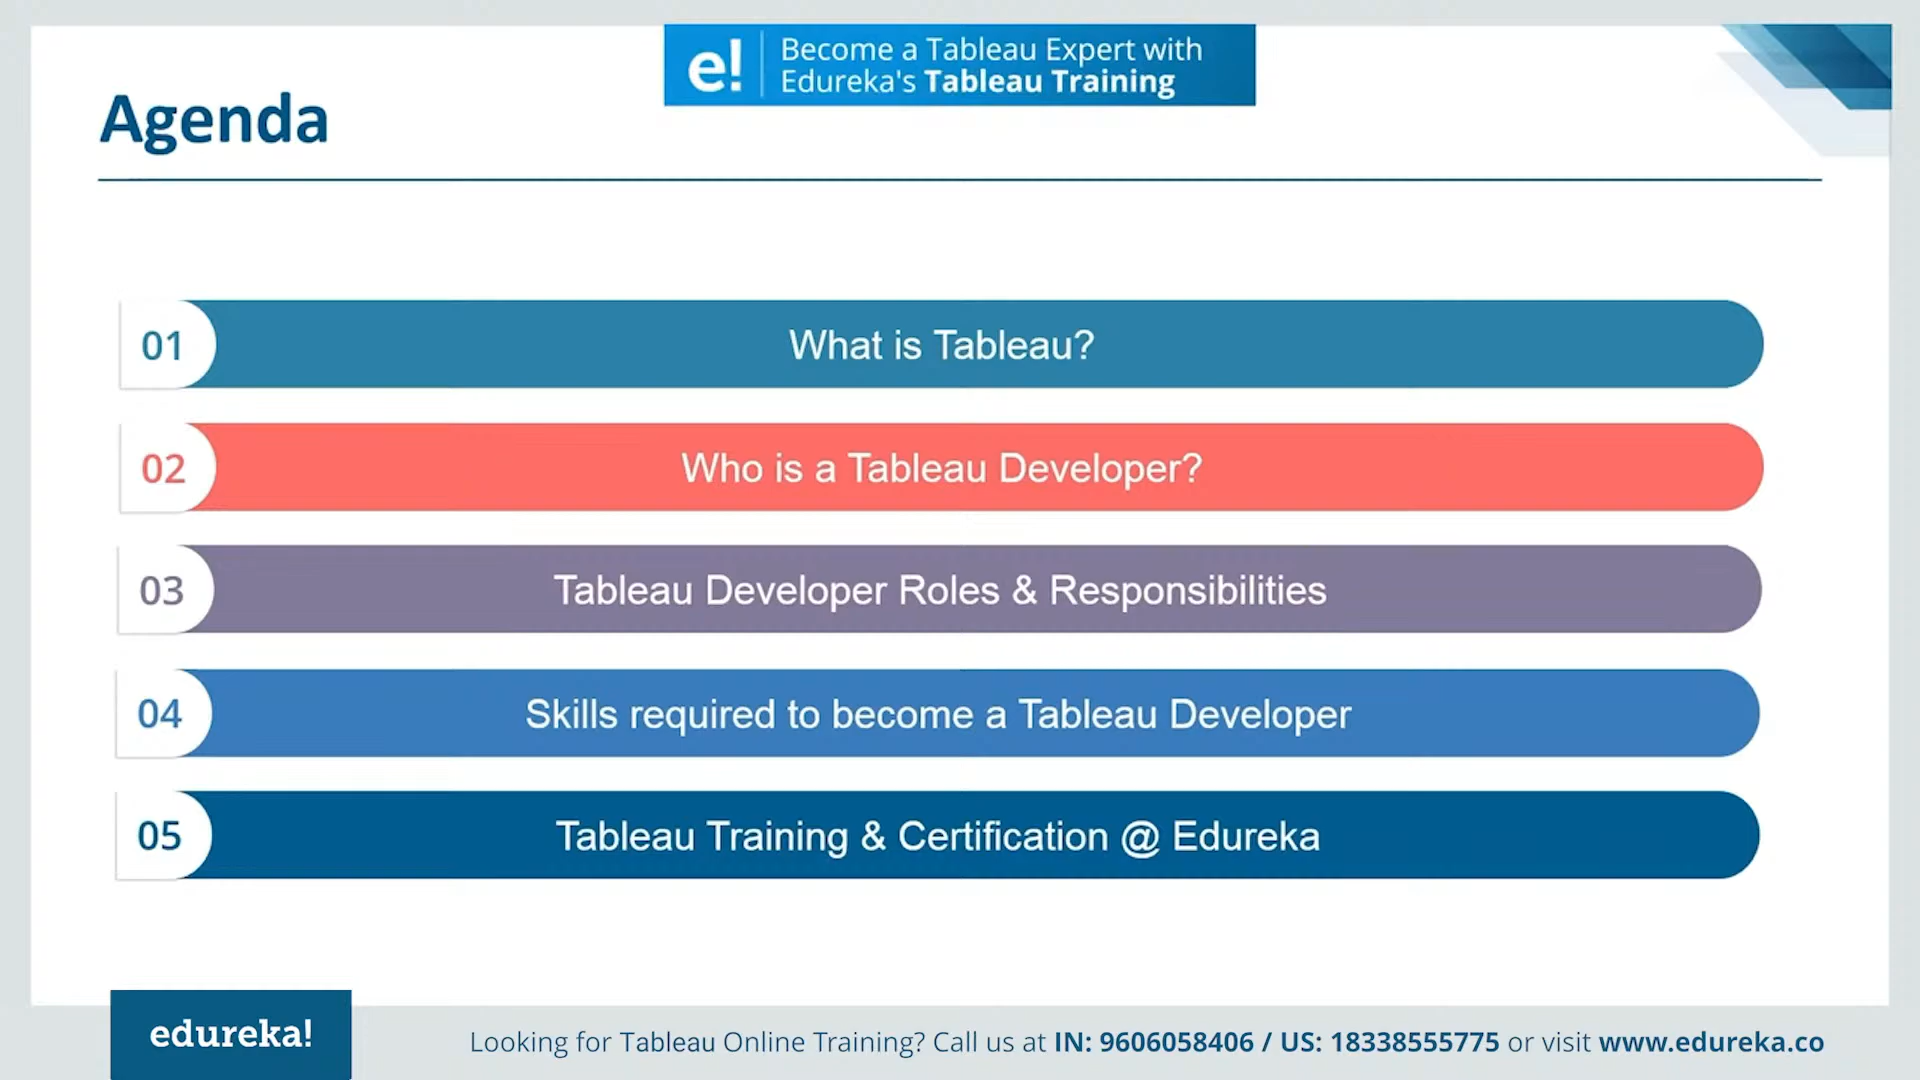 e! Become a Tableau Expert with
Edureka's Tableau Training
Agenda
01 What is Tableau?
02 Who is a Tableau Developer?
03 Tableau Developer Roles & Responsibilities
04 Skills required to become a Tableau Developer
05 Tableau Training & Certification @ Edureka
edureka!
Looking for Tableau Online Training? Call us at IN: 9606058406 / US: 18338555775 or visit www.edureka.co